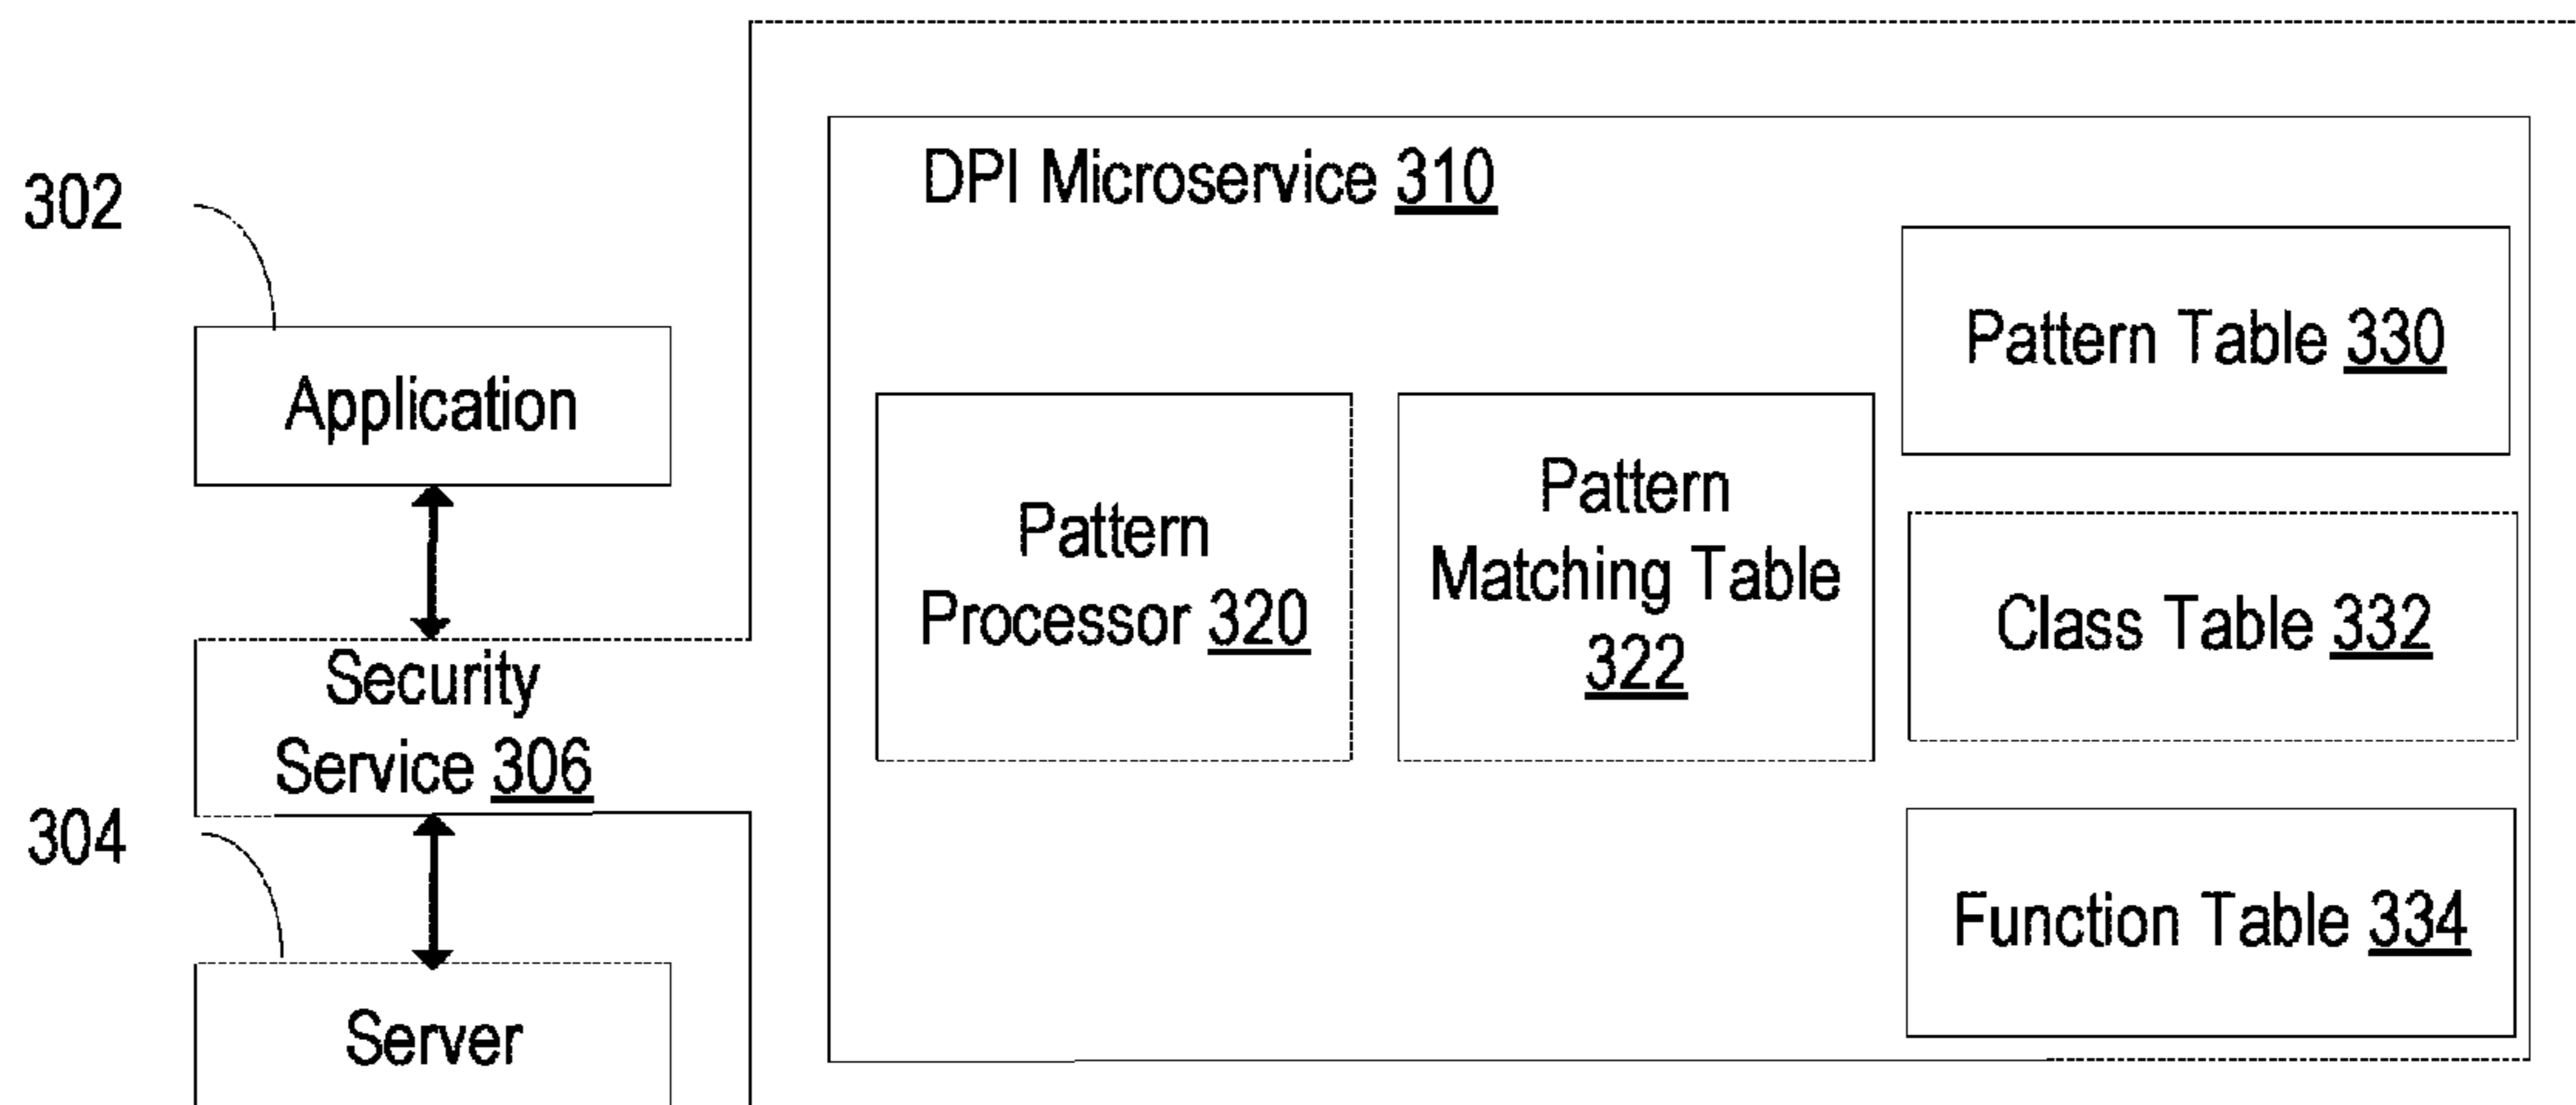 302
Application
Security
Service 306
304
Server
DPI Microservice 310
Pattern
Processor 320
Pattern
Matching Table
322
Pattern Table 330
Class Table 332
Function Table 334